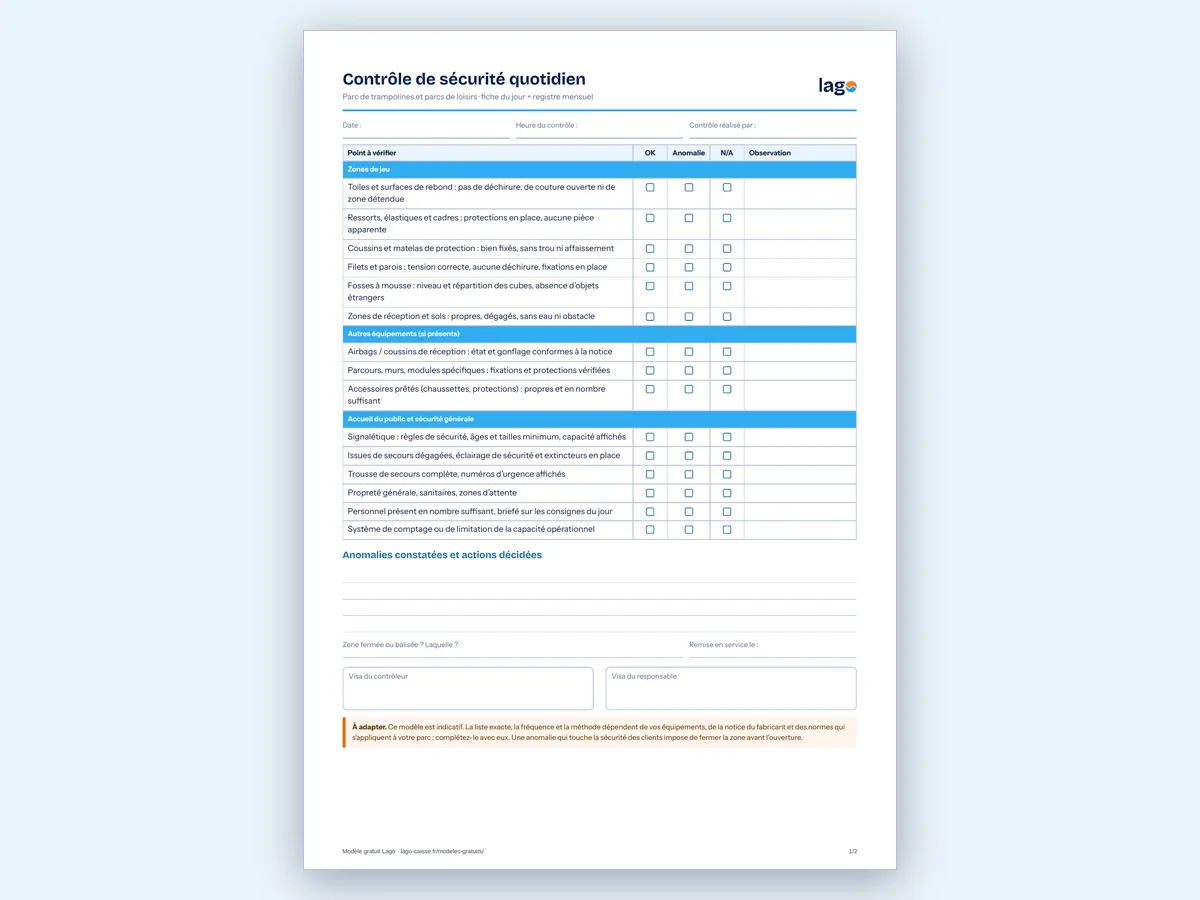 Contrôle de sécurité quotidien
lago
Parc de trampolines et parcs de loisirs · fiche du jour + registre mensuel
Date : Heure du contrôle : Contrôle réalisé par :
Point à vérifier OK Anomalie N/A Observation
Zones de jeu
Toiles et surfaces de rebond : pas de déchirure, de couture ouverte ni de
zone détendue
Ressorts, élastiques et cadres : protections en place, aucune pièce
apparente
Coussins et matelas de protection : bien fixés, sans trou ni affaissement
Filets et parois : tension correcte, aucune déchirure, fixations en place
Fosses à mousse : niveau et répartition des cubes, absence d'objets
étrangers
Zones de réception et sols : propres, dégagés, sans eau ni obstacle
Autres équipements (si présents)
Airbags / coussins de réception : état et gonflage conformes à la notice
Parcours, murs, modules spécifiques : fixations et protections vérifiées
Accessoires prêtés (chaussettes, protections) : propres et en nombre
suffisant
Accueil du public et sécurité générale
Signalétique : règles de sécurité, âges et tailles minimum, capacité affichés
Issues de secours dégagées, éclairage de sécurité et extincteurs en place
Trousse de secours complète, numéros d'urgence affichés
Propreté générale, sanitaires, zones d'attente
Personnel présent en nombre suffisant, briefé sur les consignes du jour
Système de comptage ou de limitation de la capacité opérationnel
Anomalies constatées et actions décidées
Zone fermée ou balisée ? Laquelle ? Remise en service le :
Visa du contrôleur Visa du responsable
À adapter. Ce modèle est indicatif. La liste exacte, la fréquence et la méthode dépendent de vos équipements, de la notice du fabricant et des normes qui
s'appliquent à votre parc : complétez-le avec eux. Une anomalie qui touche la sécurité des clients impose de fermer la zone avant l'ouverture.
Modèle gratuit Lago · lago-caisse.fr/modeles-gratuits/ 1/2